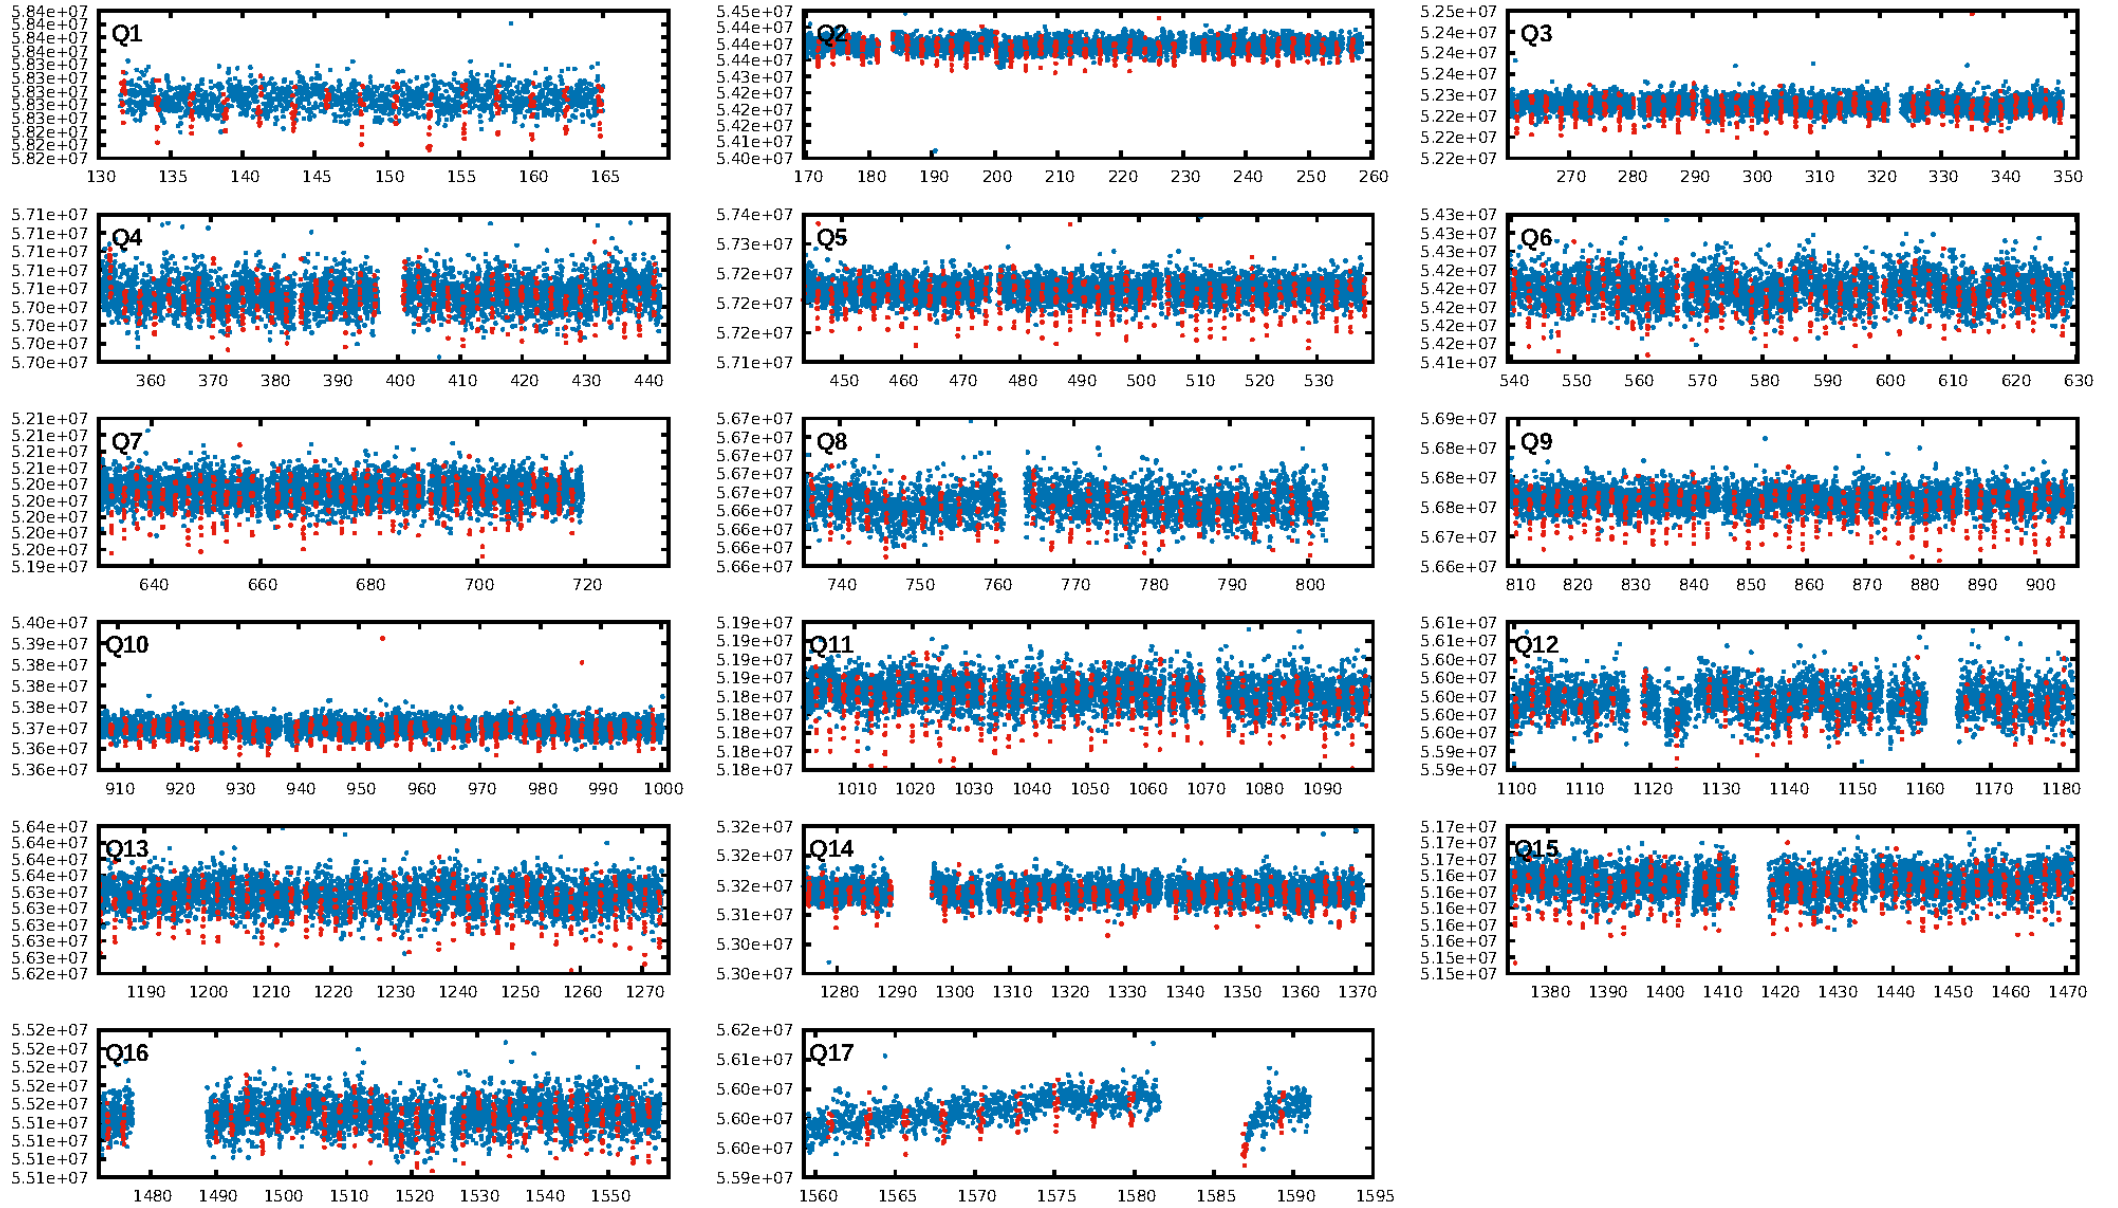 Q1
5.84e+07
5.84e+07
5.84e+07
5.84e+07
5.83e+07
5.83e+07
5.83e+07
5.83e+07
5.83e+07
5.82e+07
5.82e+07
5.82e+07
130 135 140 145 150 155 160 165
Q2
5.45e+07
5.44e+07
5.44e+07
5.44e+07
5.43e+07
5.42e+07
5.42e+07
5.42e+07
5.41e+07
5.40e+07
170 180 190 200 210 220 230 240 250 260
Q3
5.25e+07
5.24e+07
5.24e+07
5.24e+07
5.23e+07
5.22e+07
5.22e+07
5.22e+07
270 280 290 300 310 320 330 340 350
Q4
5.71e+07
5.71e+07
5.71e+07
5.71e+07
5.71e+07
5.70e+07
5.70e+07
5.70e+07
5.70e+07
360 370 380 390 400 410 420 430 440
Q5
5.74e+07
5.73e+07
5.72e+07
5.72e+07
5.72e+07
5.71e+07
450 460 470 480 490 500 510 520 530
Q6
5.43e+07
5.43e+07
5.43e+07
5.42e+07
5.42e+07
5.42e+07
5.42e+07
5.42e+07
5.41e+07
540 550 560 570 580 590 600 610 620 630
Q7
5.21e+07
5.21e+07
5.21e+07
5.21e+07
5.20e+07
5.20e+07
5.20e+07
5.20e+07
5.20e+07
5.19e+07
640 660 680 700 720
Q8
5.67e+07
5.67e+07
5.67e+07
5.67e+07
5.67e+07
5.66e+07
5.66e+07
5.66e+07
5.66e+07
740 750 760 770 780 790 800
Q9
5.69e+07
5.68e+07
5.68e+07
5.68e+07
5.67e+07
5.66e+07
810 820 830 840 850 860 870 880 890 900
Q10
5.40e+07
5.39e+07
5.38e+07
5.38e+07
5.38e+07
5.37e+07
5.36e+07
5.36e+07
910 920 930 940 950 960 970 980 990 1000
Q11
5.19e+07
5.19e+07
5.19e+07
5.19e+07
5.18e+07
5.18e+07
5.18e+07
5.18e+07
5.18e+07
1010 1020 1030 1040 1050 1060 1070 1080 1090
Q12
5.61e+07
5.61e+07
5.60e+07
5.60e+07
5.60e+07
5.60e+07
5.60e+07
5.59e+07
5.59e+07
1100 1110 1120 1130 1140 1150 1160 1170 1180
Q13
5.64e+07
5.64e+07
5.64e+07
5.64e+07
5.63e+07
5.63e+07
5.63e+07
5.63e+07
5.63e+07
5.62e+07
1190 1200 1210 1220 1230 1240 1250 1260 1270
Q14
5.32e+07
5.32e+07
5.32e+07
5.31e+07
5.30e+07
5.30e+07
1280 1290 1300 1310 1320 1330 1340 1350 1360 1370
Q15
5.17e+07
5.17e+07
5.17e+07
5.16e+07
5.16e+07
5.16e+07
5.16e+07
5.16e+07
5.15e+07
5.15e+07
1380 1390 1400 1410 1420 1430 1440 1450 1460 1470
Q16
5.52e+07
5.52e+07
5.52e+07
5.52e+07
5.52e+07
5.51e+07
5.51e+07
5.51e+07
5.51e+07
1480 1490 1500 1510 1520 1530 1540 1550
Q17
5.62e+07
5.61e+07
5.60e+07
5.60e+07
5.60e+07
5.59e+07
1560 1565 1570 1575 1580 1585 1590 1595